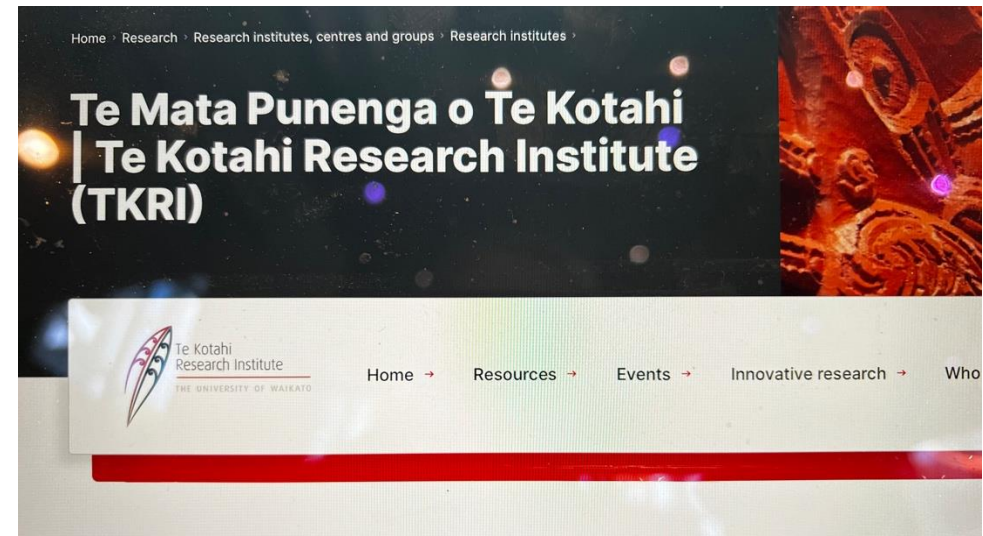 Home › Research › Research institutes, centres and groups › Research institutes ›
Te Mata Punenga o Te Kotahi
| Te Kotahi Research Institute
(TKRI)
Te Kotahi
Research Institute
THE UNIVERSITY OF WAIKATO
Home → Resources → Events → Innovative research → Who